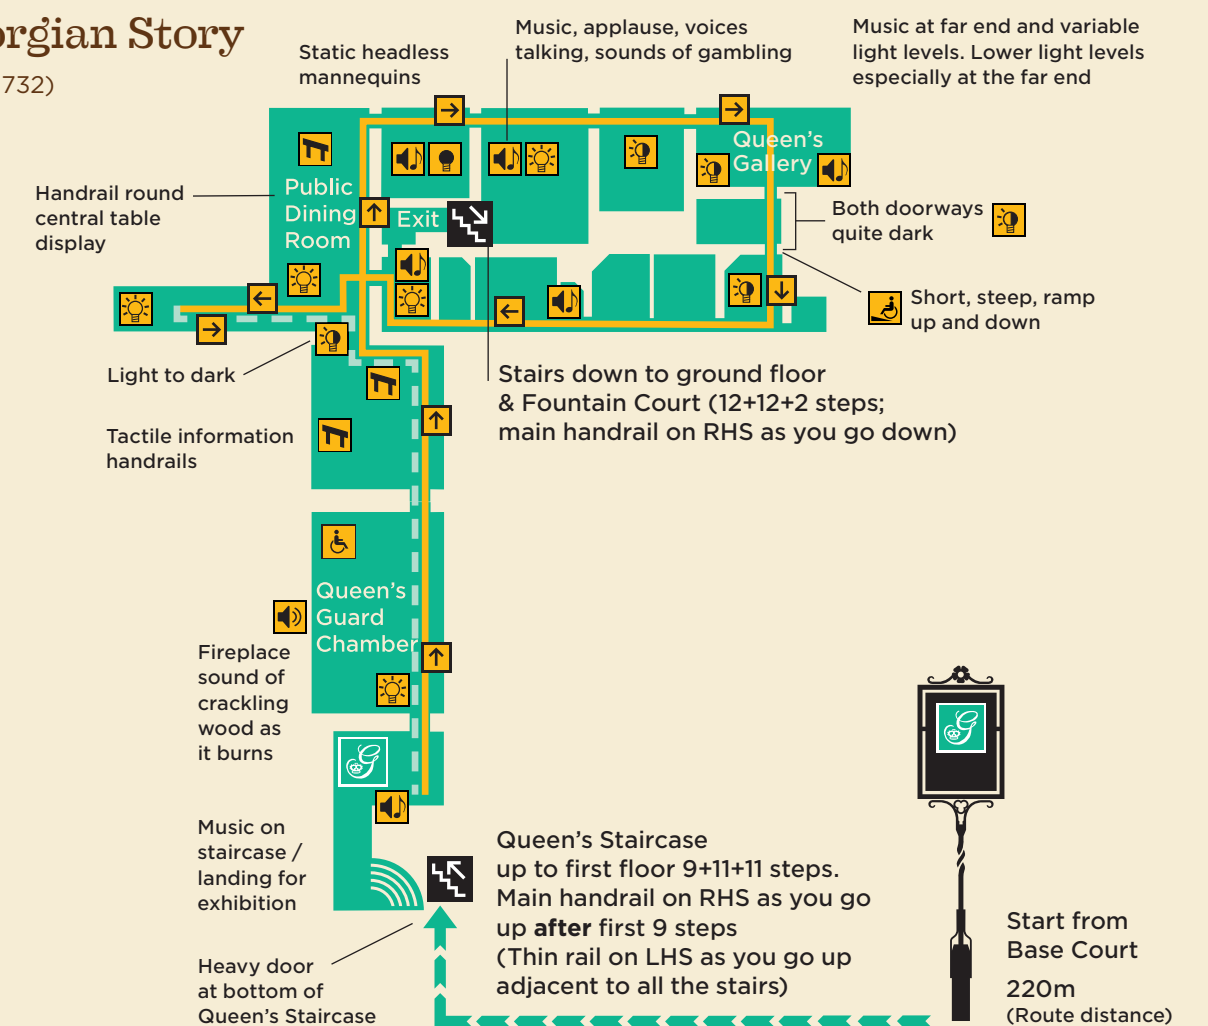 orgian Story
732)
Static headless
mannequins
Music, applause, voices
talking, sounds of gambling
Music at far end and variable
light levels. Lower light levels
especially at the far end
Handrail round
central table
display
Public
Dining
Room
Exit
Queen's
Gallery
Both doorways
quite dark
Short, steep, ramp
up and down
Light to dark
Stairs down to ground floor
& Fountain Court (12+12+2 steps;
main handrail on RHS as you go down)
Tactile information
handrails
Queen's
Guard
Chamber
Fireplace
sound of
crackling
wood as
it burns
G
G
Music on
staircase /
landing for
exhibition
Queen's Staircase
up to first floor 9+11+11 steps.
Main handrail on RHS as you go
up after first 9 steps
(Thin rail on LHS as you go up
adjacent to all the stairs)
Heavy door
at bottom of
Queen's Staircase
Start from
Base Court
220m
(Route distance)